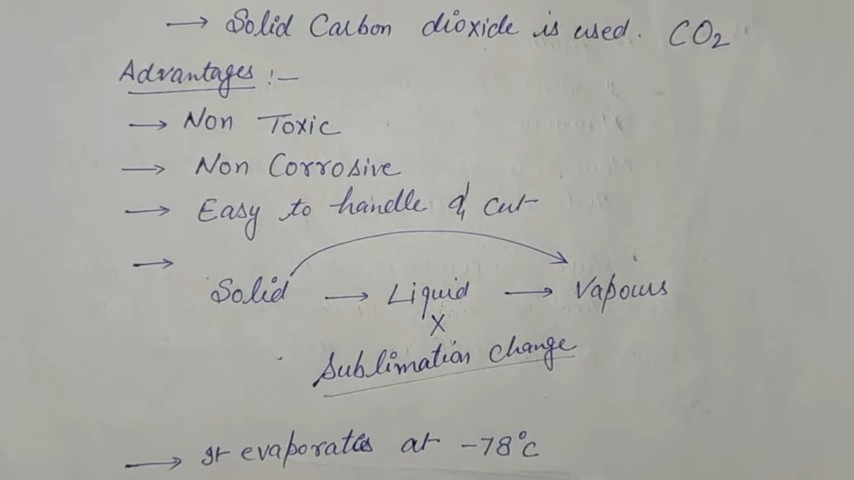 → Solid Carbon dioxide is used. CO2
Advantages :-
→ Non Toxic
→ Non Corrosive
→ Easy to handle & cut
→
Solid → Liquid → Vapours
X
Sublimation change
→ It evaporates at -78°C